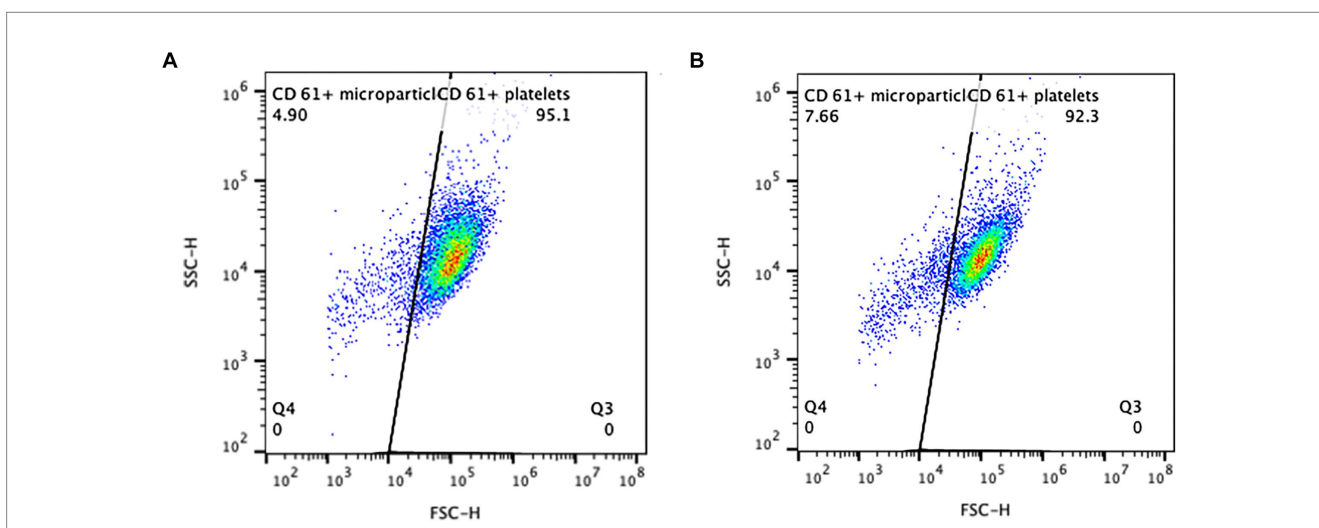 A
B
CD 61+ microparticlCD 61+ platelets
4.90 95.1
CD 61+ microparticlCD 61+ platelets
7.66 92.3
10^6
10^5
10^4
10^3
10^2
SSC-H
Q4 Q3
0 0
10^2 10^3 10^4 10^5 10^6 10^7 10^8
FSC-H
10^6
10^5
10^4
10^3
10^2
SSC-H
Q4 Q3
0 0
10^2 10^3 10^4 10^5 10^6 10^7 10^8
FSC-H